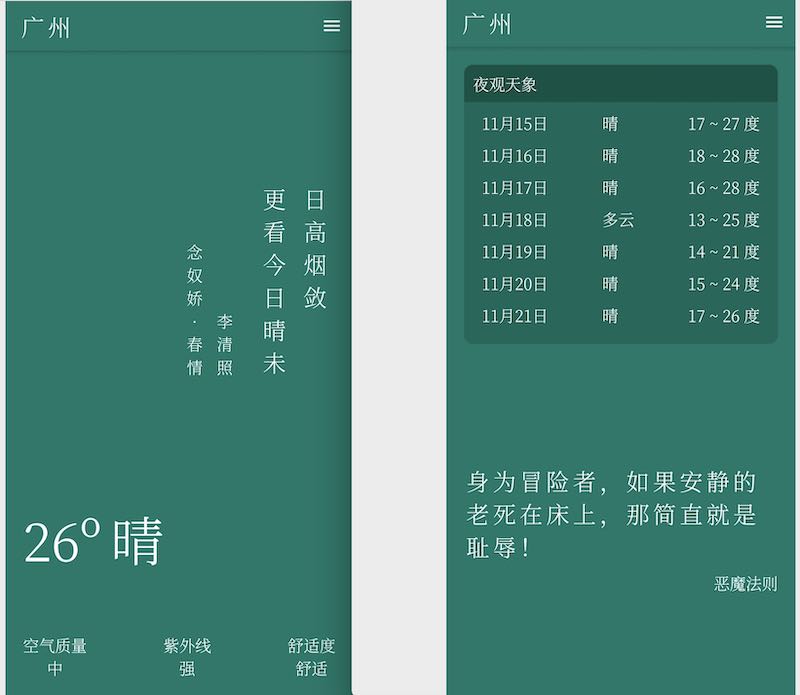 广州
日高烟敛
更看今日晴未
李清照
念奴娇·春情
26° 晴
空气质量 紫外线 舒适度
中 强 舒适
广州
夜观天象
11月15日 晴 17 ~ 27 度
11月16日 晴 18 ~ 28 度
11月17日 晴 16 ~ 28 度
11月18日 多云 13 ~ 25 度
11月19日 晴 14 ~ 21 度
11月20日 晴 15 ~ 24 度
11月21日 晴 17 ~ 26 度
身为冒险者，如果安静的
老死在床上，那简直就是
耻辱！
恶魔法则